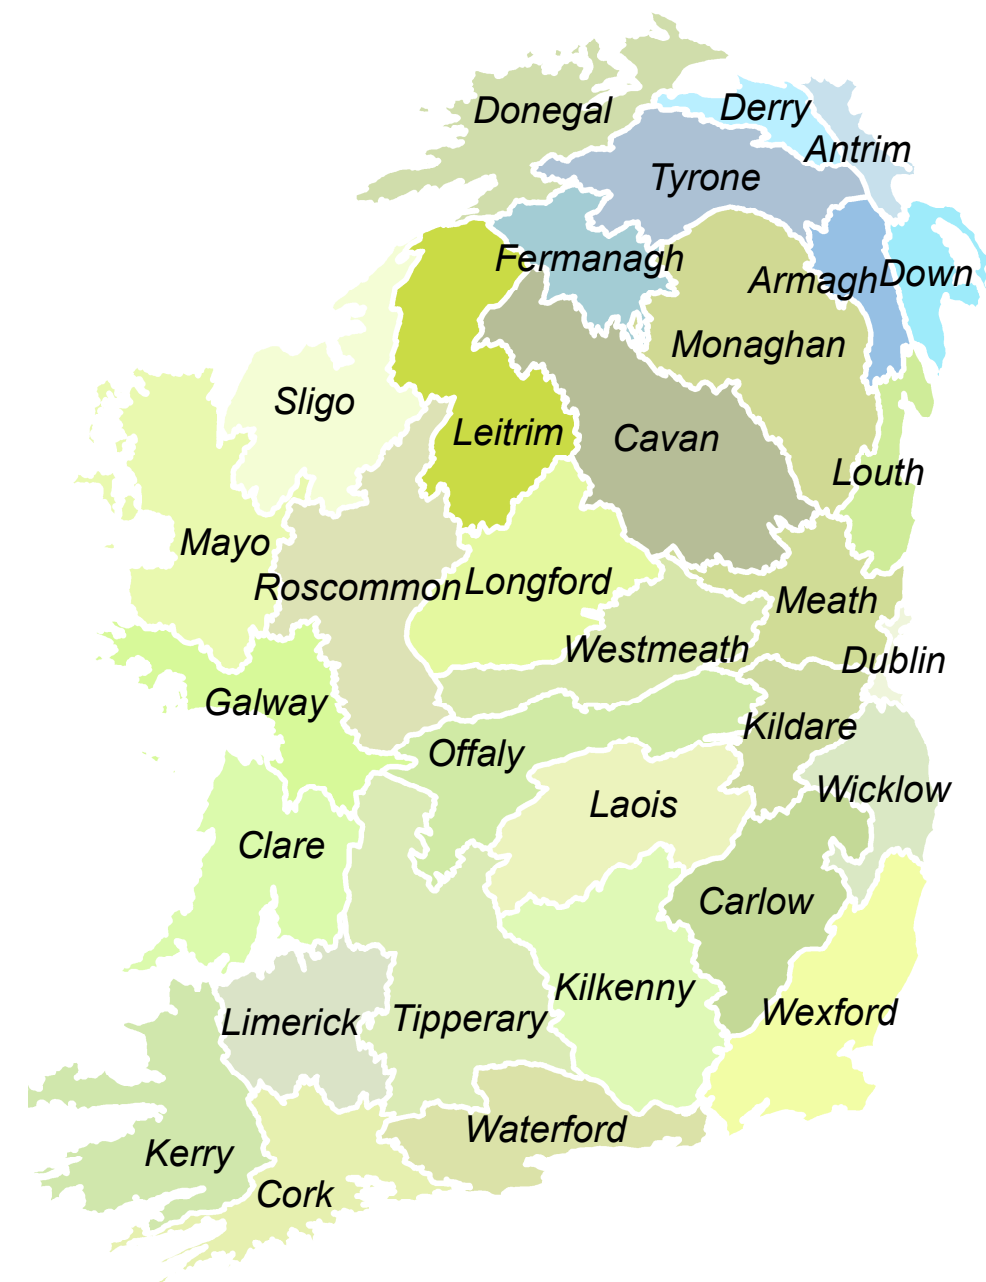 Donegal
Derry
Antrim
Tyrone
Fermanagh
Armagh
Down
Monaghan
Sligo
Leitrim
Cavan
Louth
Mayo
Roscommon
Longford
Meath
Westmeath
Dublin
Galway
Kildare
Offaly
Wicklow
Laois
Clare
Carlow
Kilkenny
Wexford
Limerick
Tipperary
Waterford
Kerry
Cork